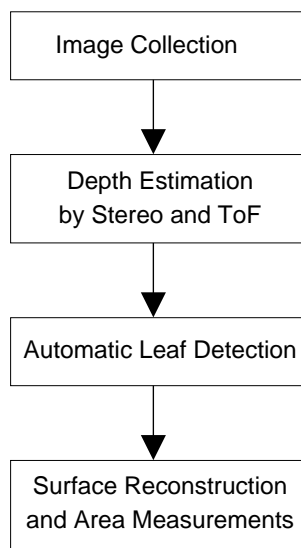 Image Collection
Depth Estimation
by Stereo and ToF
Automatic Leaf Detection
Surface Reconstruction
and Area Measurements